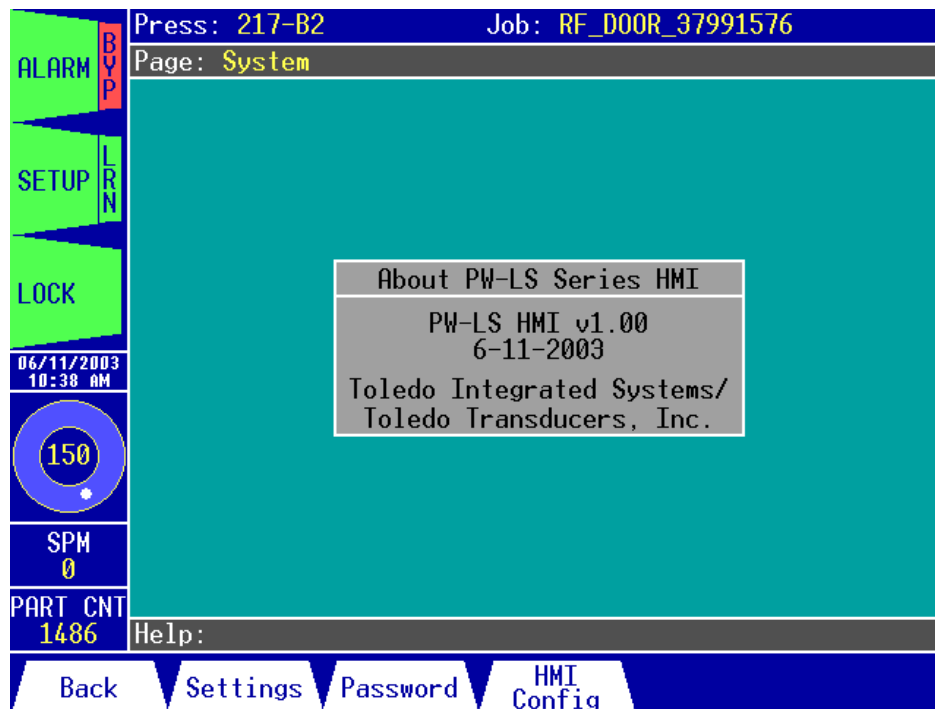 Press: 217-B2 Job: RF_DOOR_37991576
Page: System
ALARM BYP
SETUP LRN
LOCK
06/11/2003
10:38 AM
150
SPM
0
PART CNT
1486
About PW-LS Series HMI
PW-LS HMI v1.00
6-11-2003
Toledo Integrated Systems/
Toledo Transducers, Inc.
Help:
Back Settings Password HMI Config